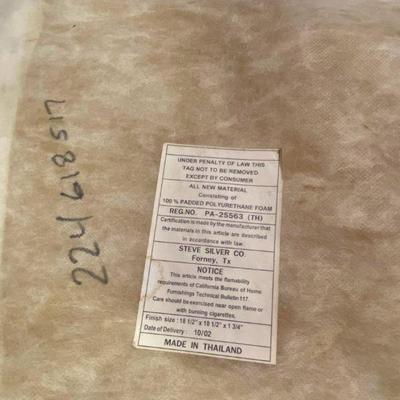 224 618 517
UNDER PENALTY OF LAW THIS
TAG NOT TO BE REMOVED
EXCEPT BY CONSUMER
ALL NEW MATERIAL
Consisting of
100 % PADDED POLYURETHANE FOAM
REG.NO. PA-25563 (TH)
Certification is made by the manufacturer that
the materials in this article are described
in accordance with law.
STEVE SILVER CO.
Forney, Tx
NOTICE
This article meets the flammability
requirements of California Bureau of Home
Furnishings Technical Bulletin 117.
Care should be exercised near open flame or
with burning cigarettes.
Finish size : 18 1/2" x 18 1/2" x 1 3/4"
Date of Delivery : 10/02
MADE IN THAILAND